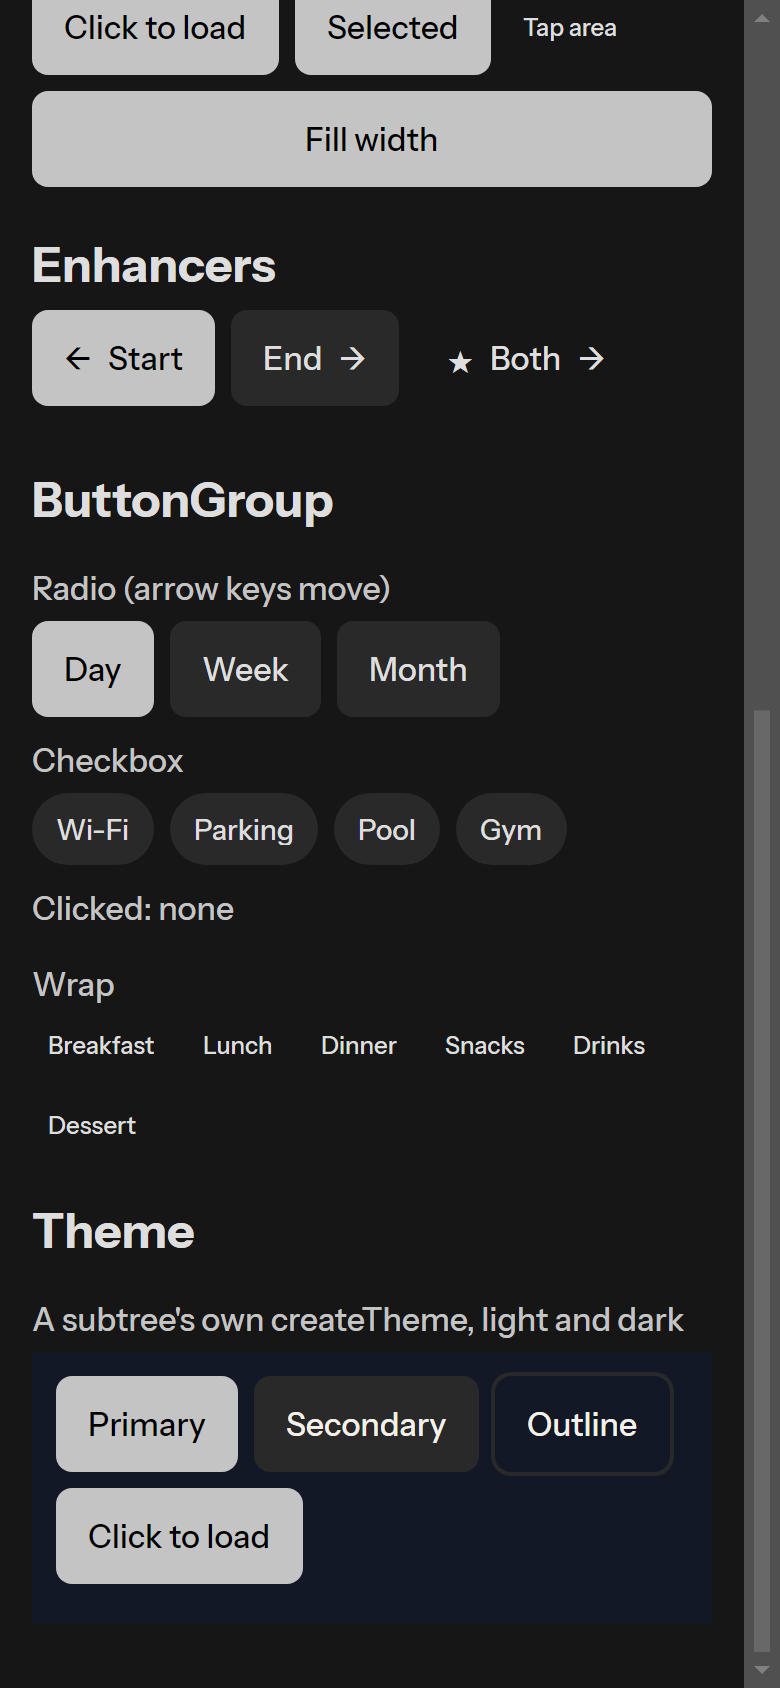 Click to load Selected Tap area
Fill width
Enhancers
← Start End → ★ Both →
ButtonGroup
Radio (arrow keys move)
Day Week Month
Checkbox
Wi-Fi Parking Pool Gym
Clicked: none
Wrap
Breakfast Lunch Dinner Snacks Drinks
Dessert
Theme
A subtree's own createTheme, light and dark
Primary Secondary Outline
Click to load